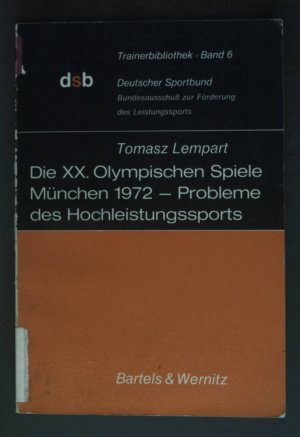 Trainerbibliothek · Band 6
dsb
Deutscher Sportbund
Bundesausschuß zur Förderung
des Leistungssports
Tomasz Lempart
Die XX. Olympischen Spiele
München 1972 – Probleme
des Hochleistungssports
Bartels & Wernitz